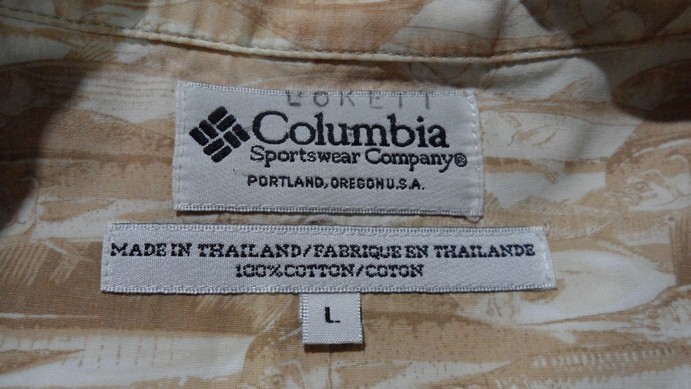 Columbia
Sportswear Company®
PORTLAND, OREGON U.S.A.
MADE IN THAILAND/FABRIQUE EN THAILANDE
100% COTTON/COTON
L